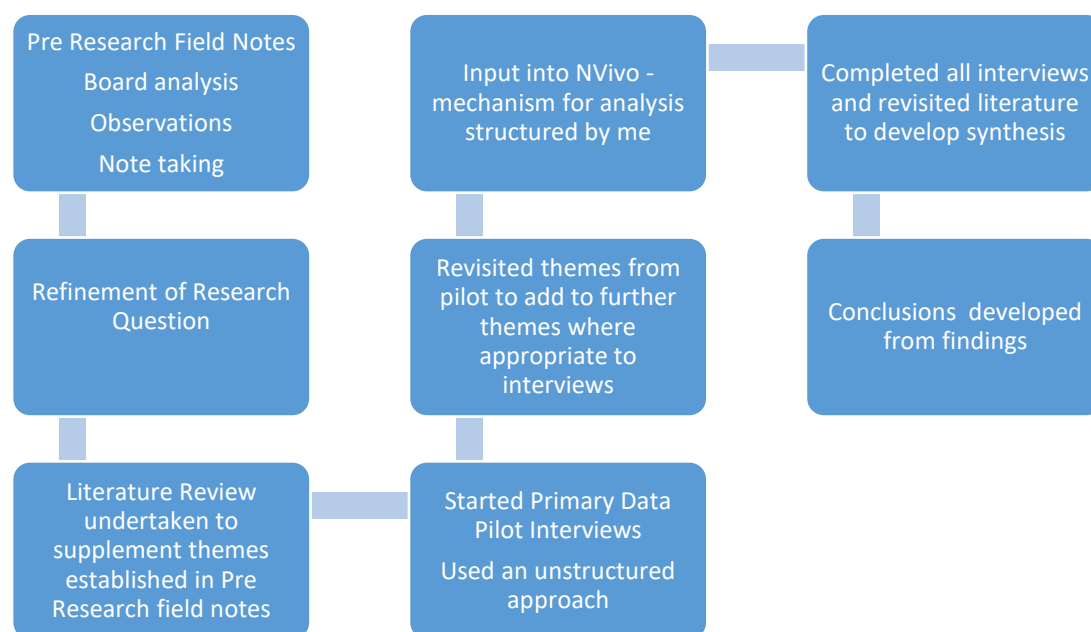 Pre Research Field Notes
Board analysis
Observations
Note taking
Refinement of Research
Question
Literature Review
undertaken to
supplement themes
established in Pre
Research field notes
Started Primary Data
Pilot Interviews
Used an unstructured
approach
Revisited themes from
pilot to add to further
themes where
appropriate to
interviews
Input into NVivo -
mechanism for analysis
structured by me
Completed all interviews
and revisited literature
to develop synthesis
Conclusions developed
from findings